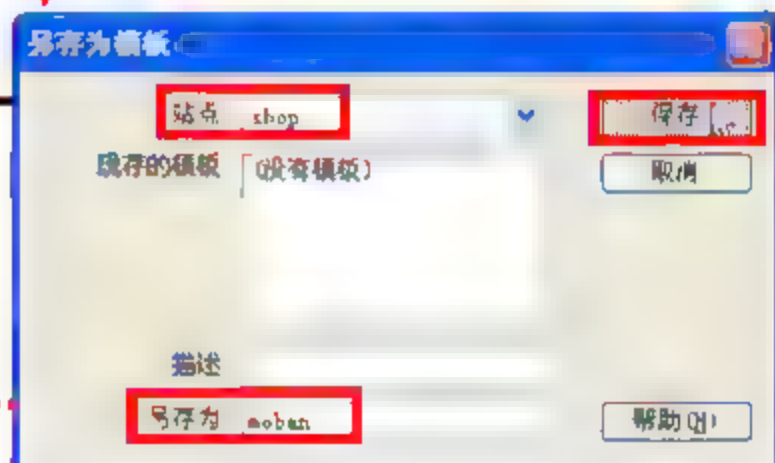 另存为模板
站点 shop
保存
现存的模板 (没有模板)
取消
描述
另存为 moban
帮助(H)